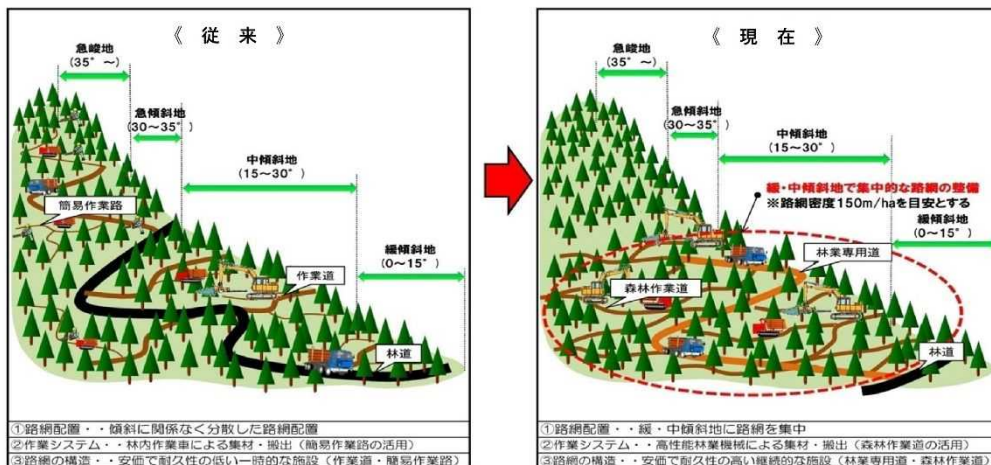 《 従 来 》
急峻地
(35°～)
急傾斜地
(30～35°)
中傾斜地
(15～30°)
簡易作業路
緩傾斜地
(0～15°)
作業道
林道
①路網配置・・傾斜に関係なく分散した路網配置
②作業システム・・林内作業車による集材・搬出（簡易作業路の活用）
③路網の構造・・安価で耐久性の低い一時的な施設（作業道・簡易作業路）
《 現 在 》
急峻地
(35°～)
急傾斜地
(30～35°)
中傾斜地
(15～30°)
緩・中傾斜地で集中的な路網の整備
※路網密度150m/haを目安とする
緩傾斜地
(0～15°)
林業専用道
森林作業道
林道
①路網配置・・緩・中傾斜地に路網を集中
②作業システム・・高性能林業機械による集材・搬出（森林作業道の活用）
③路網の構造・・安価で耐久性の高い継続的な施設（林業専用道・森林作業道）